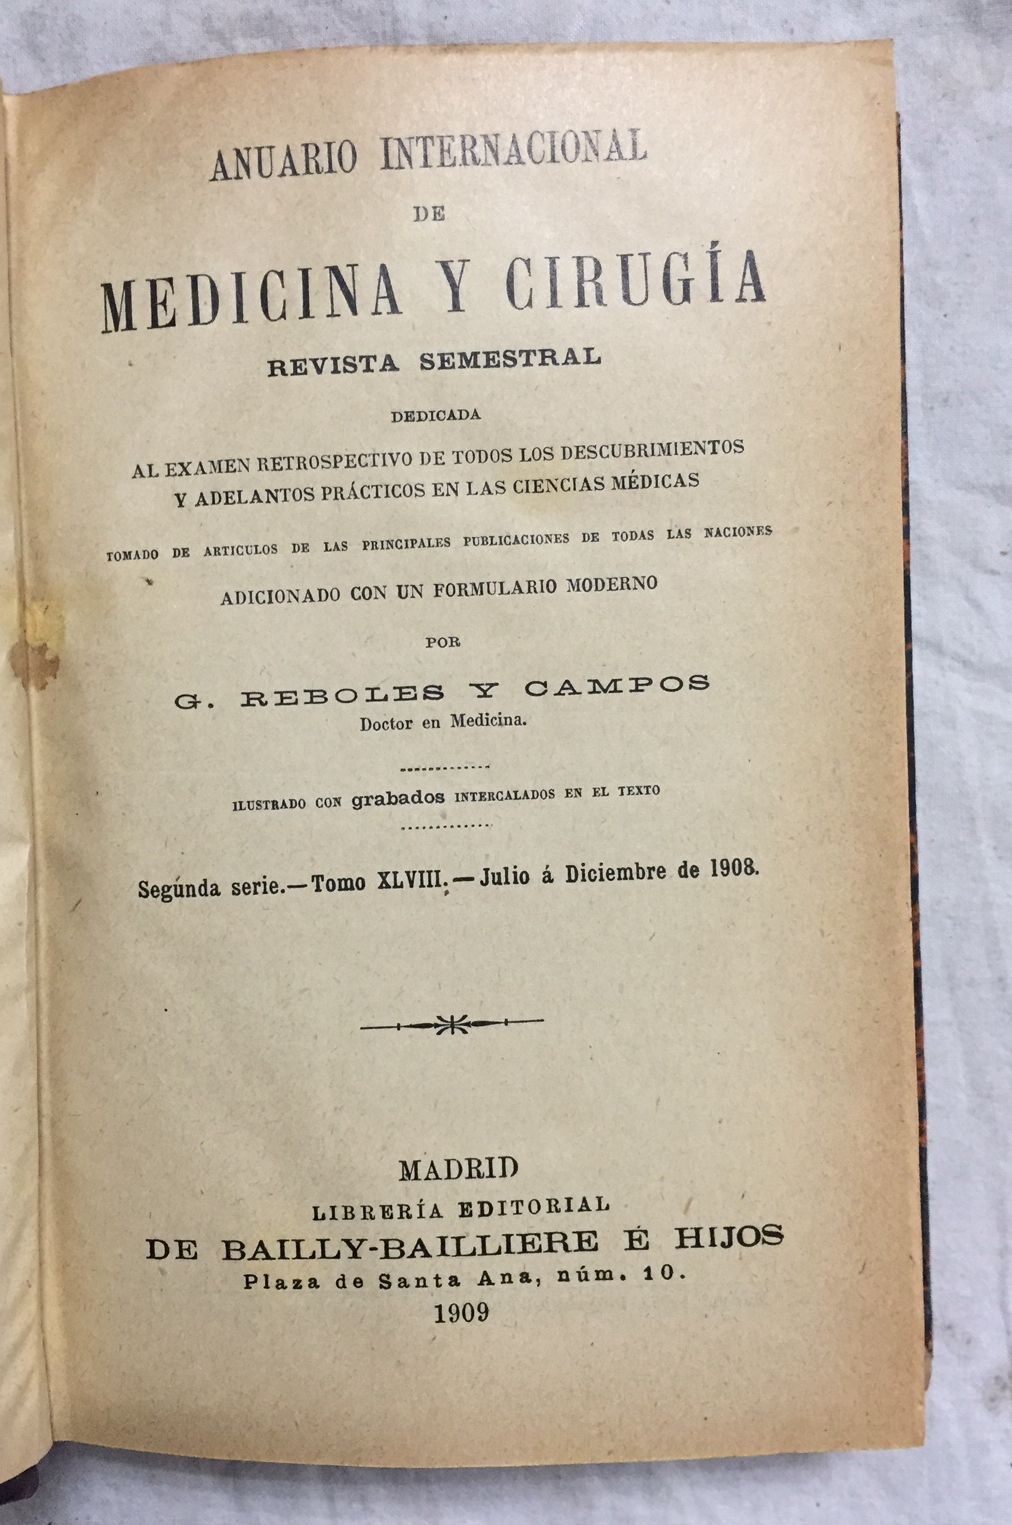 ANUARIO INTERNACIONAL
DE
MEDICINA Y CIRUGÍA
REVISTA SEMESTRAL
DEDICADA
AL EXAMEN RETROSPECTIVO DE TODOS LOS DESCUBRIMIENTOS
Y ADELANTOS PRÁCTICOS EN LAS CIENCIAS MÉDICAS
TOMADO DE ARTICULOS DE LAS PRINCIPALES PUBLICACIONES DE TODAS LAS NACIONES
ADICIONADO CON UN FORMULARIO MODERNO
POR
G. REBOLES Y CAMPOS
Doctor en Medicina.
ILUSTRADO CON grabados INTERCALADOS EN EL TEXTO
Segunda serie.—Tomo XLVIII.—Julio á Diciembre de 1908.
MADRID
LIBRERÍA EDITORIAL
DE BAILLY-BAILLIERE É HIJOS
Plaza de Santa Ana, núm. 10.
1909